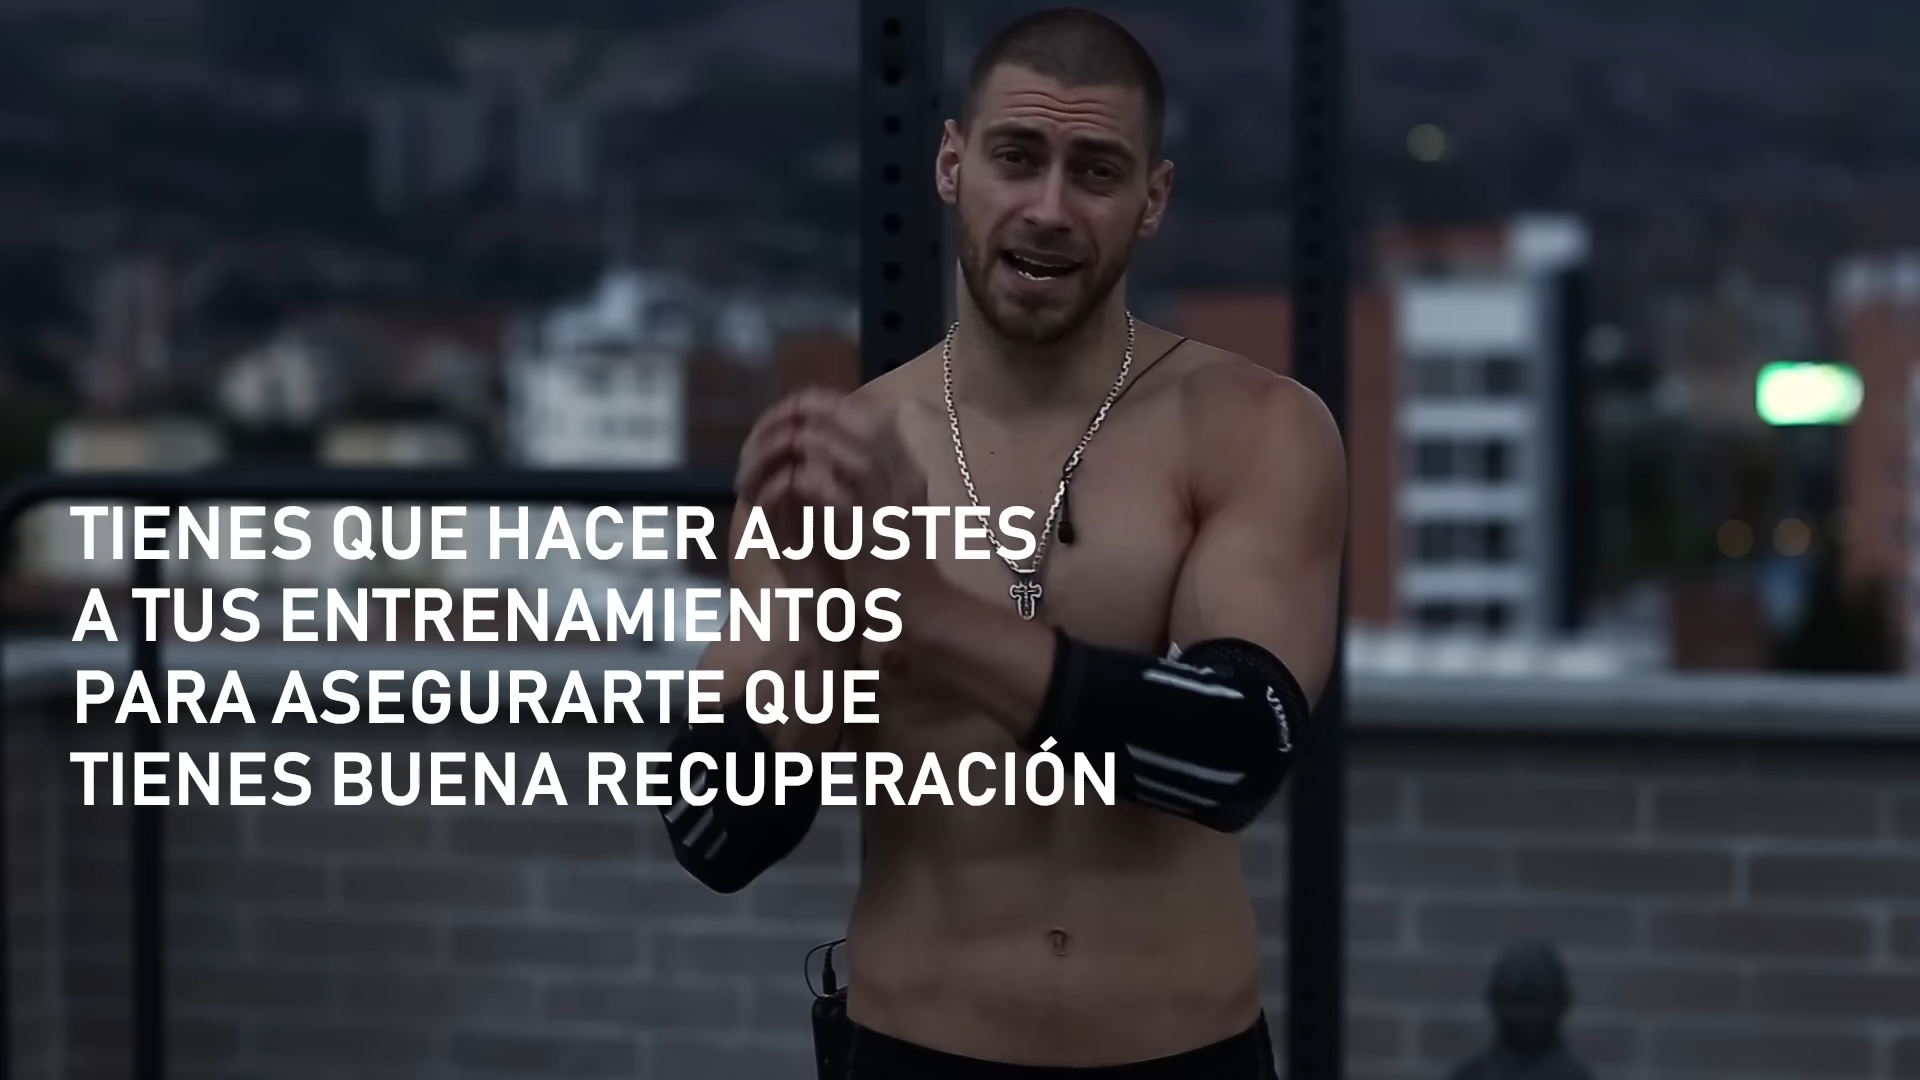 TIENES QUE HACER AJUSTES
A TUS ENTRENAMIENTOS
PARA ASEGURARTE QUE
TIENES BUENA RECUPERACIÓN